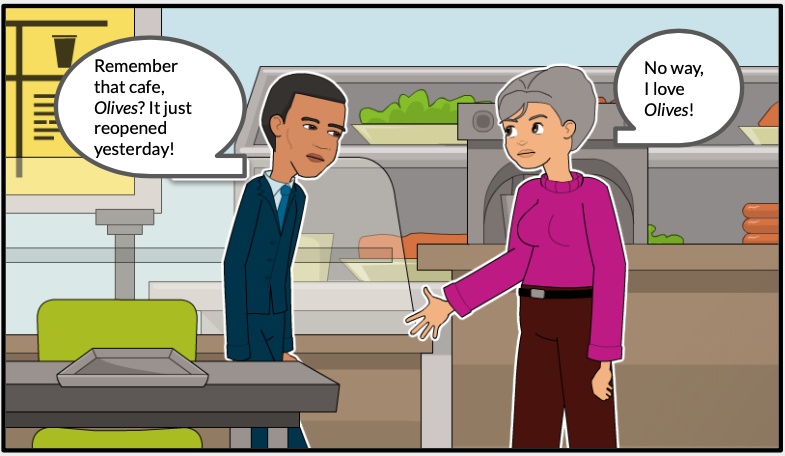 Remember
that cafe,
Olives? It just
reopened
yesterday!
No way,
I love
Olives!